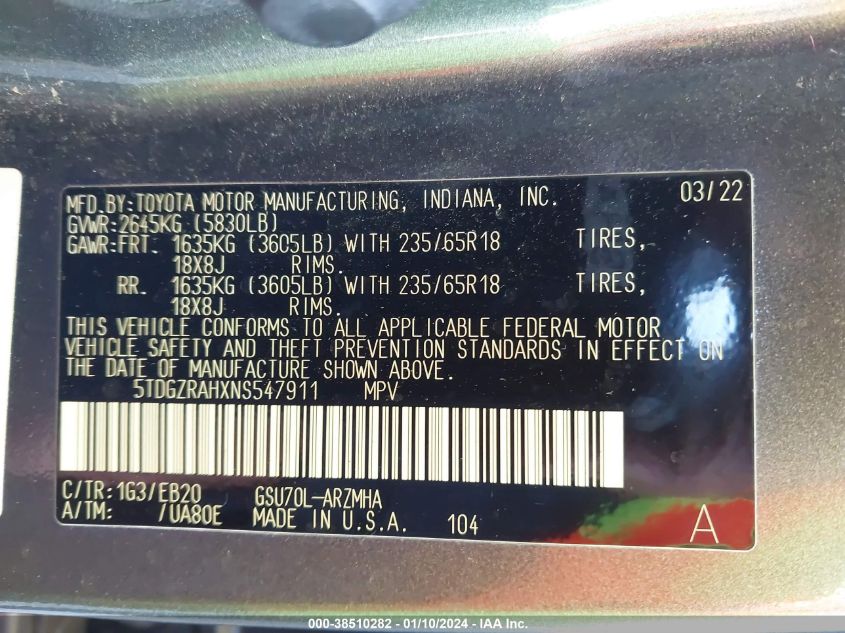 MFD.BY:TOYOTA MOTOR MANUFACTURING, INDIANA, INC. 03/22
GVWR:2645KG (5830LB)
GAWR:FRT. 1635KG (3605LB) WITH 235/65R18 TIRES,
18X8J RIMS.
RR. 1635KG (3605LB) WITH 235/65R18 TIRES,
18X8J RIMS.
THIS VEHICLE CONFORMS TO ALL APPLICABLE FEDERAL MOTOR
VEHICLE SAFETY AND THEFT PREVENTION STANDARDS IN EFFECT ON
THE DATE OF MANUFACTURE SHOWN ABOVE.
5TDGZRAHXNS547911 MPV
C/TR:1G3/EB20 GSU70L-ARZMHA
A/TM: /UA80E MADE IN U.S.A. 104 A
000-38510282 - 01/10/2024 - IAA Inc.